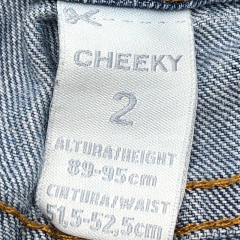 CHEEKY
2
ALTURA/HEIGHT
89-95cm
CINTURA/WAIST
51,5-52,5cm